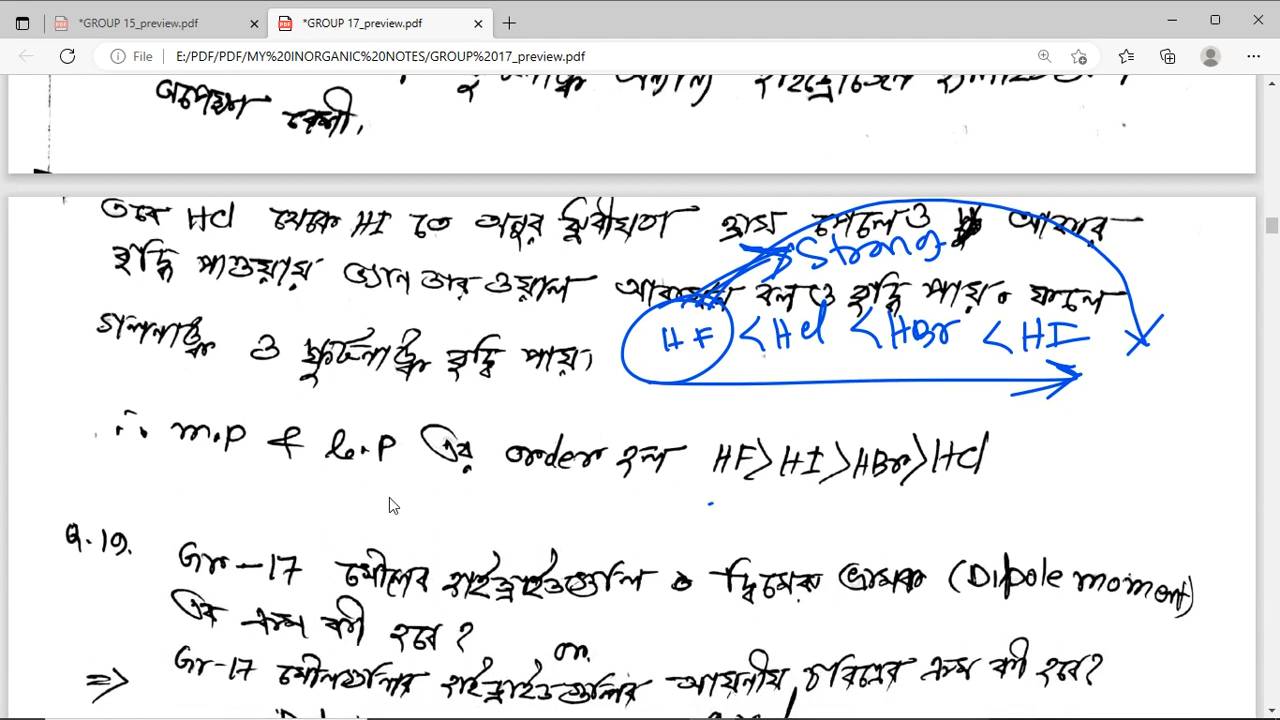 *GROUP 15_preview.pdf
*GROUP 17_preview.pdf
File
E:/PDF/PDF/MY%20INORGANIC%20NOTES/GROUP%2017_preview.pdf
অপেক্ষা বেশী।
তবে HCl থেকে HI তে অনুর ধ্রুবীয়তা হ্রাস পেলেও আকার
বৃদ্ধি পাওয়ায় ভ্যান ডার ওয়াল আকর্ষণ বলও বৃদ্ধি পায়। ফলে
Strong
গলনাঙ্ক ও স্ফুটনাঙ্ক বৃদ্ধি পায়।
HF < HCl < HBr < HI
∴ m.p & b.p এর order হল HF > HI > HBr > HCl
Q.19. Gr-17 মৌলের হাইড্রাইডগুলি দ্বিমেরু ভ্রামক (Dipole moment)
এর ক্রম কী হবে?
or
⇒ Gr-17 মৌলগুলির হাইড্রাইডগুলির আয়নীয় চরিত্রের ক্রম কী হবে?